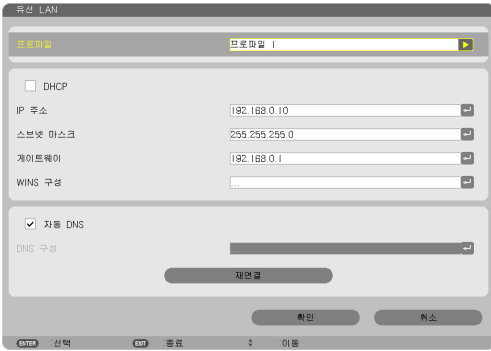 유선 LAN
프로파일 프로파일 1
DHCP
IP 주소 192.168.0.10
스브넷 마스크 255.255.255.0
게이트웨이 192.168.0.1
WINS 구성 ...
자동 DNS
DNS 구성 ...
재연결
확인 취소
ENTER :선택 EXIT :종료 :이동